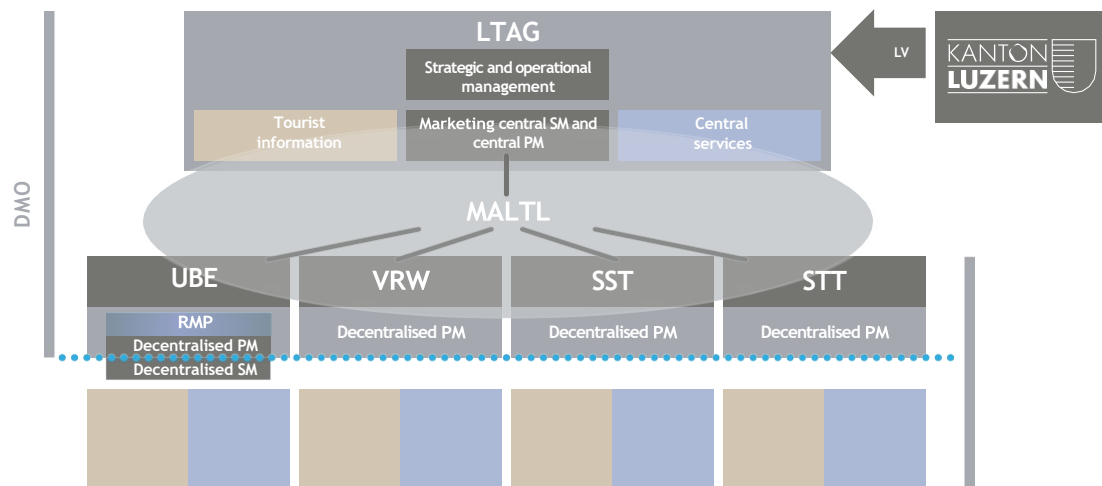 LTAG
LV
KANTON
LUZERN
Strategic and operational
management
Tourist
information
Marketing central SM and
central PM
Central
services
DMO
MALTL
UBE
VRW
SST
STT
RMP
Decentralised PM
Decentralised SM
Decentralised PM
Decentralised PM
Decentralised PM